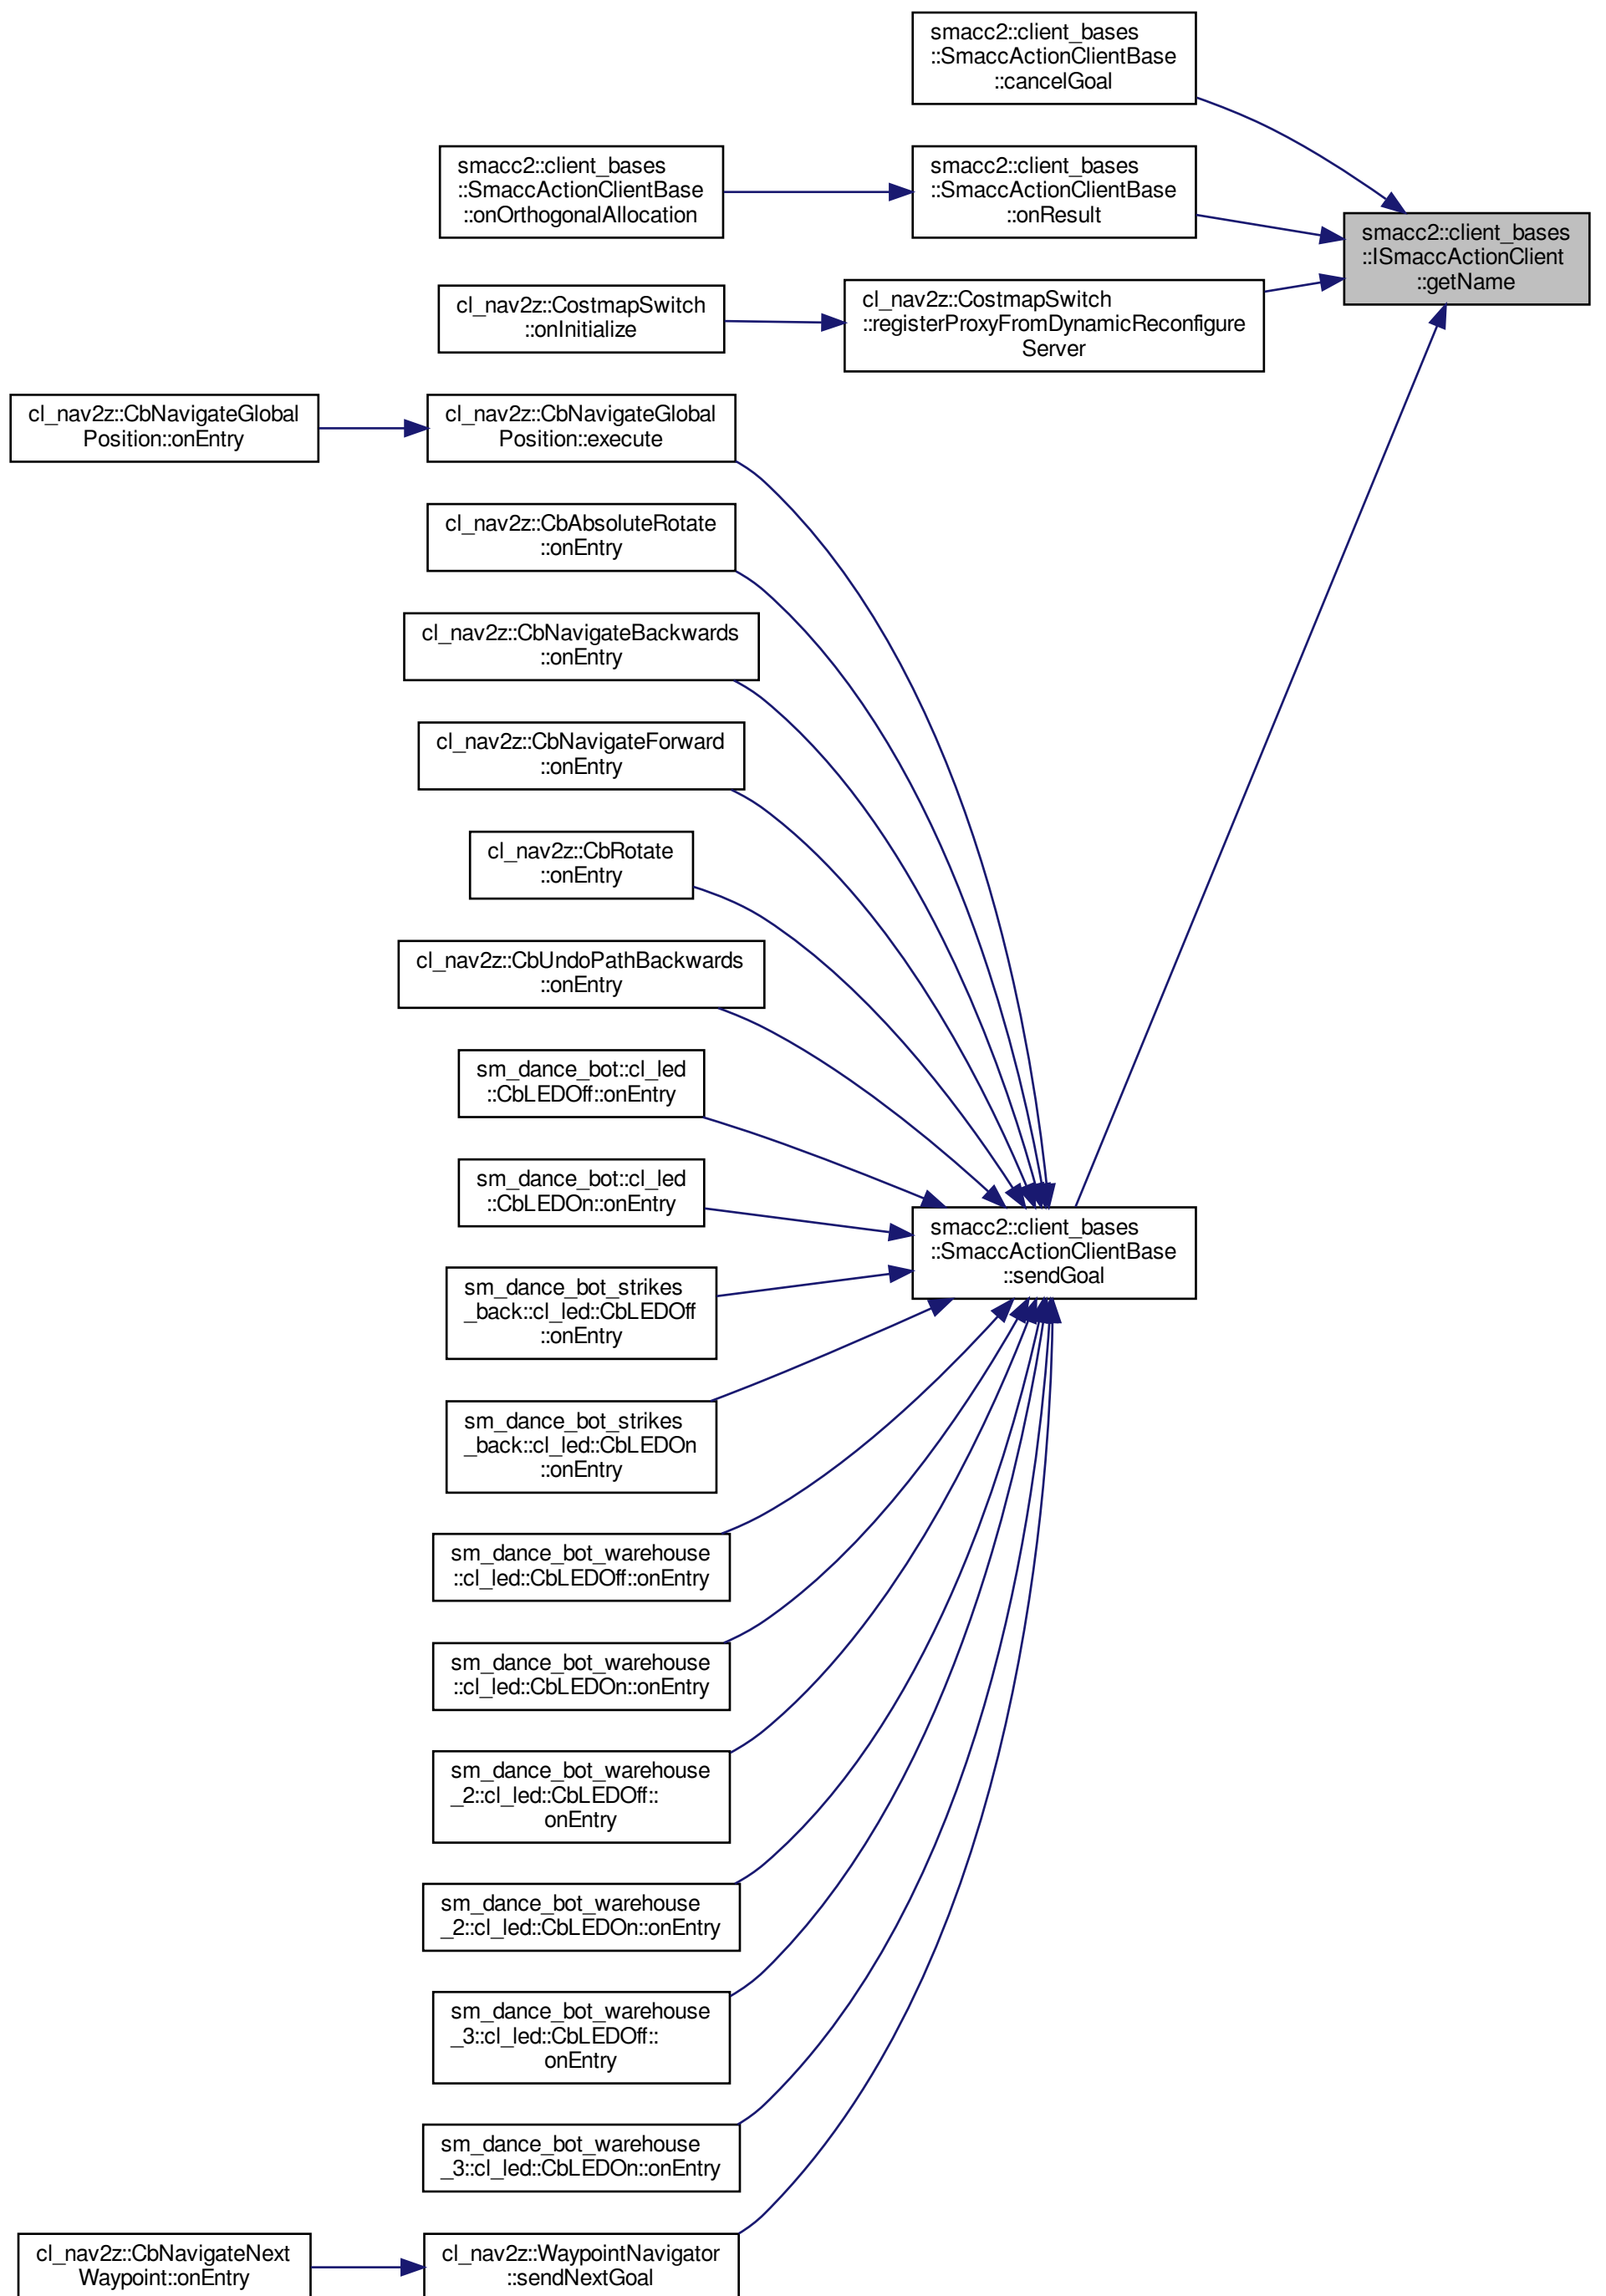 smacc2::client_bases
::SmaccActionClientBase
::cancelGoal
smacc2::client_bases
::SmaccActionClientBase
::onOrthogonalAllocation
smacc2::client_bases
::SmaccActionClientBase
::onResult
smacc2::client_bases
::ISmaccActionClient
::getName
cl_nav2z::CostmapSwitch
::onInitialize
cl_nav2z::CostmapSwitch
::registerProxyFromDynamicReconfigure
Server
cl_nav2z::CbNavigateGlobal
Position::onEntry
cl_nav2z::CbNavigateGlobal
Position::execute
cl_nav2z::CbAbsoluteRotate
::onEntry
cl_nav2z::CbNavigateBackwards
::onEntry
cl_nav2z::CbNavigateForward
::onEntry
cl_nav2z::CbRotate
::onEntry
cl_nav2z::CbUndoPathBackwards
::onEntry
sm_dance_bot::cl_led
::CbLEDOff::onEntry
sm_dance_bot::cl_led
::CbLEDOn::onEntry
smacc2::client_bases
::SmaccActionClientBase
::sendGoal
sm_dance_bot_strikes
_back::cl_led::CbLEDOff
::onEntry
sm_dance_bot_strikes
_back::cl_led::CbLEDOn
::onEntry
sm_dance_bot_warehouse
::cl_led::CbLEDOff::onEntry
sm_dance_bot_warehouse
::cl_led::CbLEDOn::onEntry
sm_dance_bot_warehouse
_2::cl_led::CbLEDOff::
onEntry
sm_dance_bot_warehouse
_2::cl_led::CbLEDOn::onEntry
sm_dance_bot_warehouse
_3::cl_led::CbLEDOff::
onEntry
sm_dance_bot_warehouse
_3::cl_led::CbLEDOn::onEntry
cl_nav2z::CbNavigateNext
Waypoint::onEntry
cl_nav2z::WaypointNavigator
::sendNextGoal